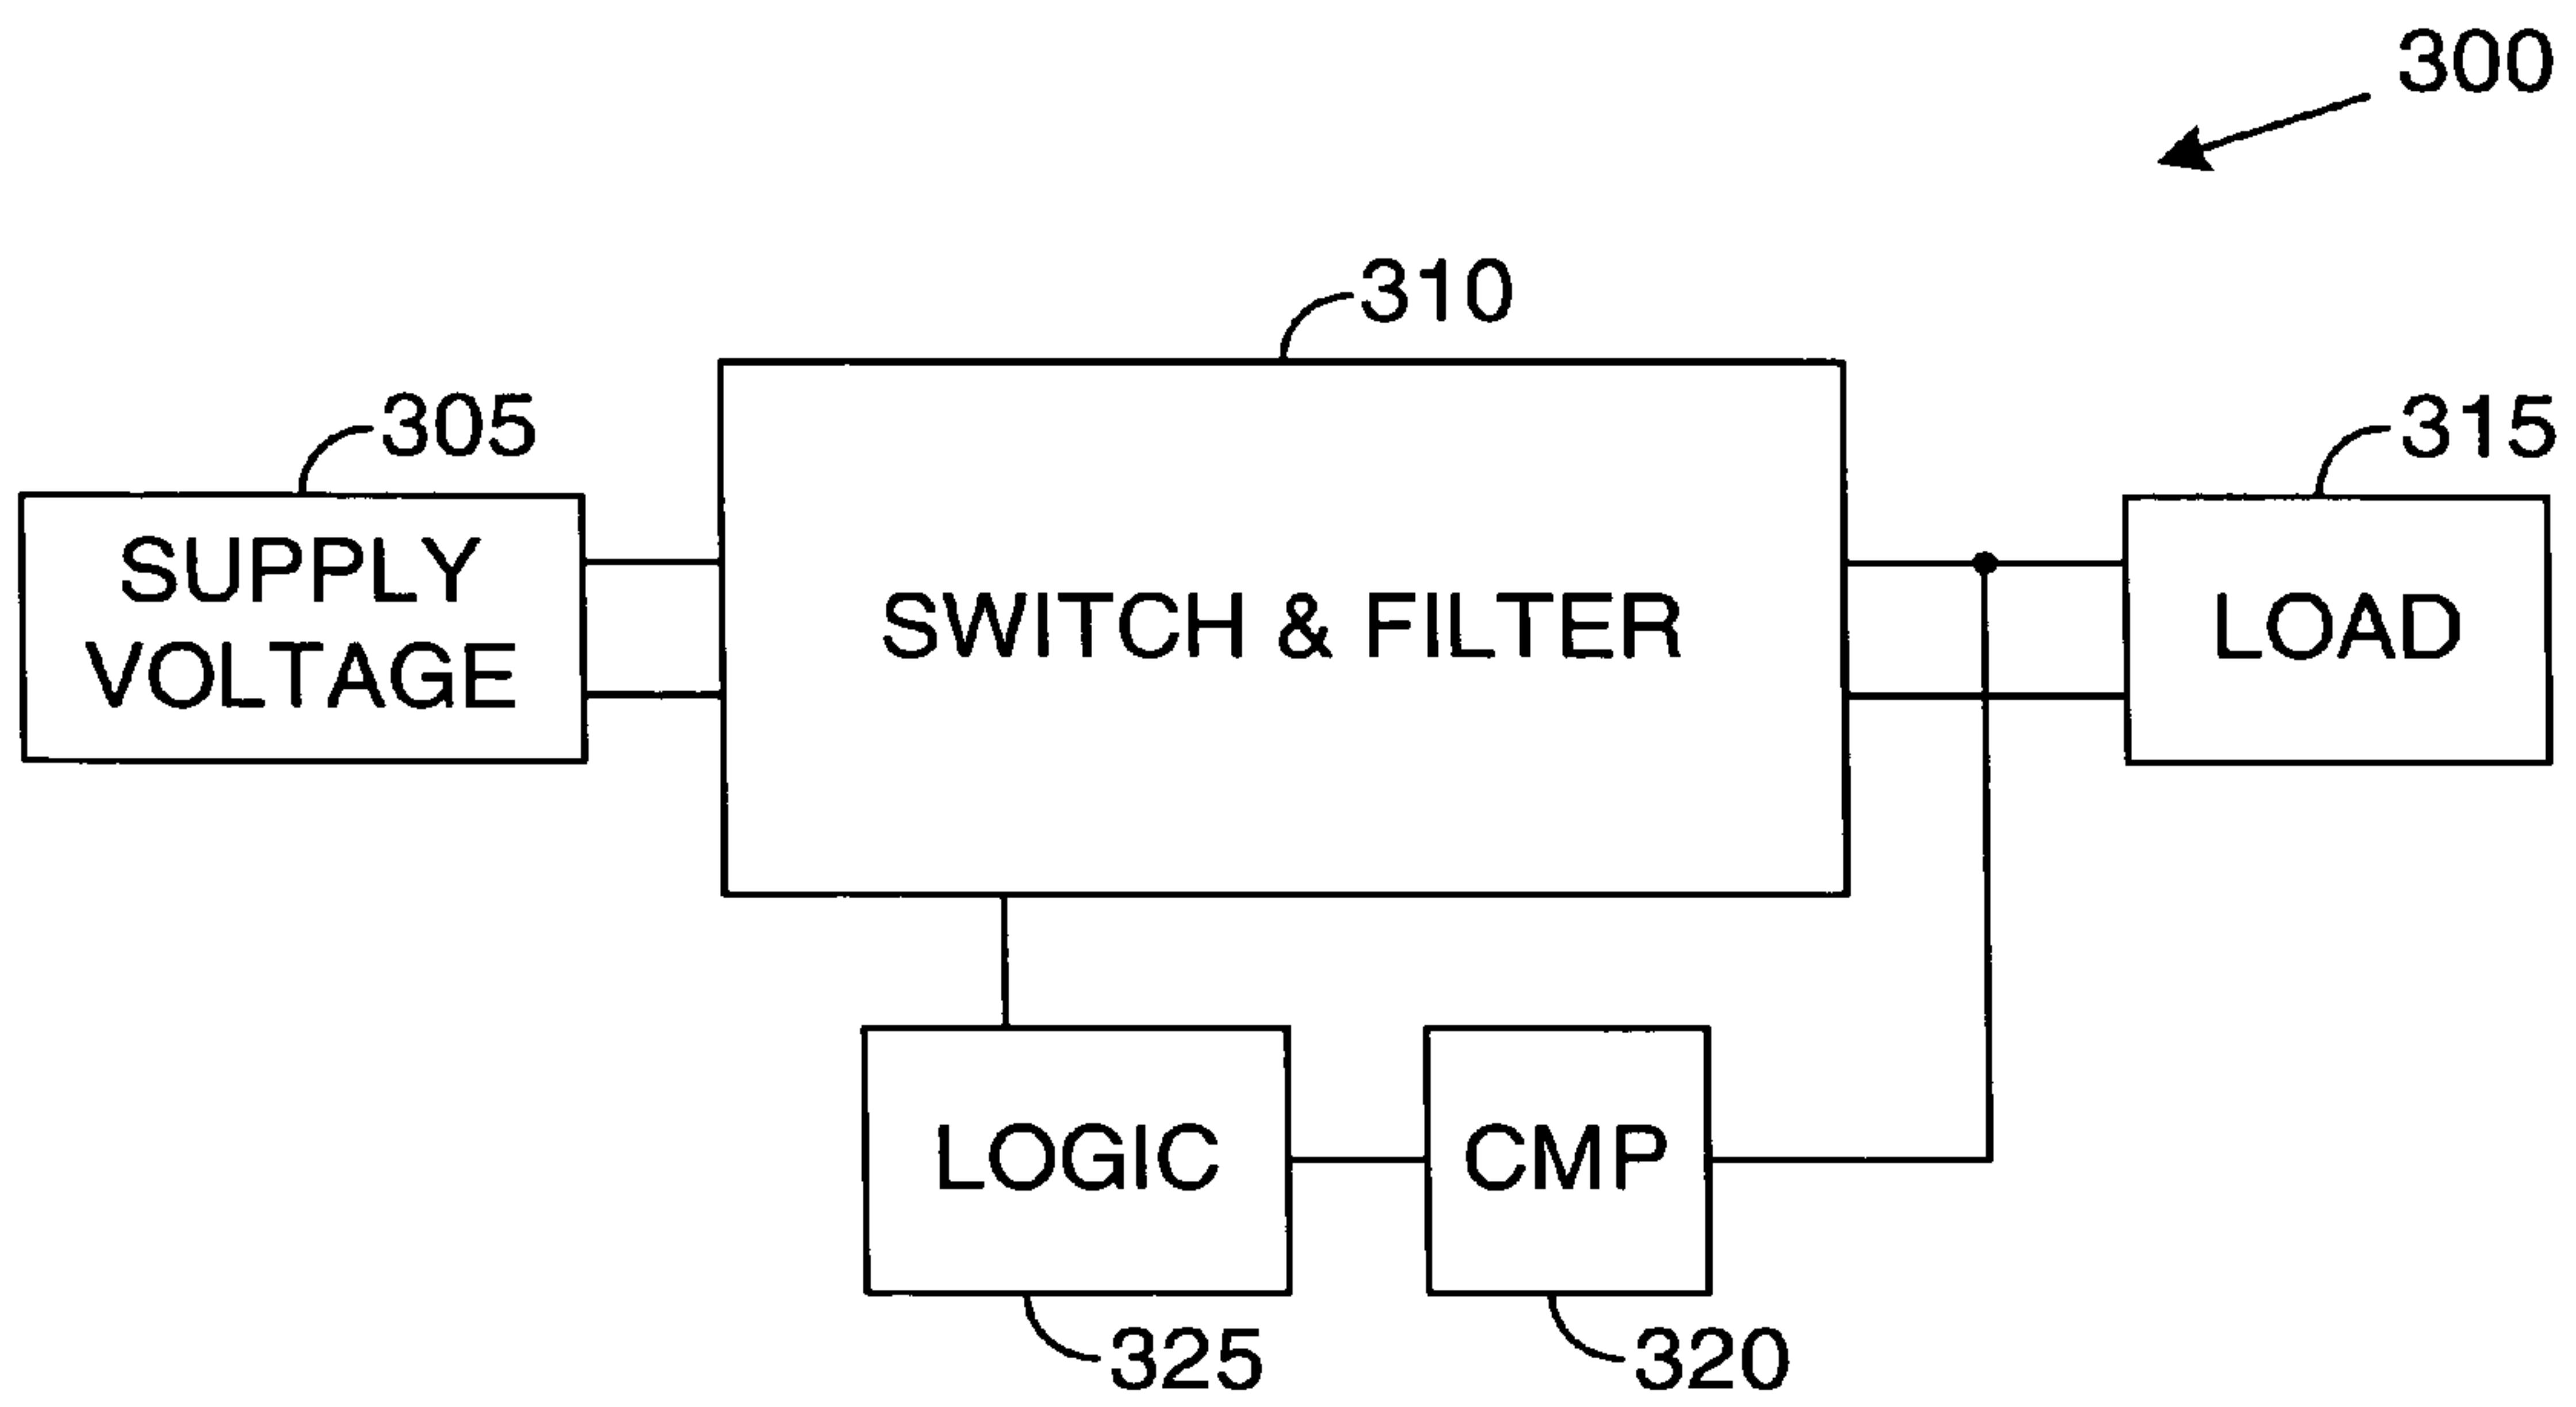 300
310
305
315
SUPPLY
VOLTAGE
SWITCH & FILTER
LOAD
LOGIC
CMP
325
320